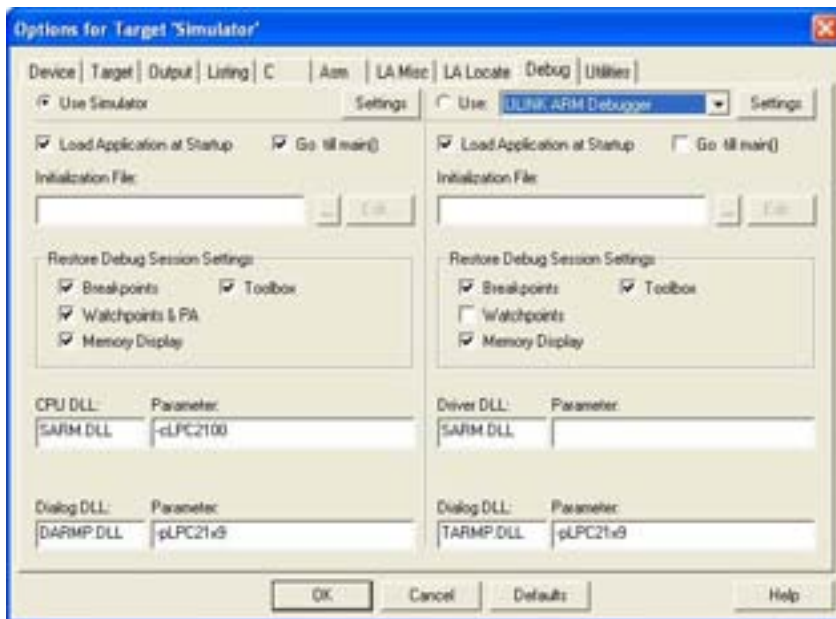 Options for Target 'Simulator'
Device Target Output Listing C Asm LA Misc LA Locate Debug Utilities
Use Simulator Settings Use: ULINK ARM Debugger Settings
Load Application at Startup Go till main() Load Application at Startup Go till main()
Initialization File: Initialization File:
... Edit... ... Edit...
Restore Debug Session Settings Restore Debug Session Settings
Breakpoints Toolbox Breakpoints Toolbox
Watchpoints & PA Watchpoints
Memory Display Memory Display
CPU DLL: Parameter: Driver DLL: Parameter:
SARM.DLL -cLPC2100 SARM.DLL
Dialog DLL: Parameter: Dialog DLL: Parameter:
DARMP.DLL -pLPC21x9 TARMP.DLL -pLPC21x9
OK Cancel Defaults Help